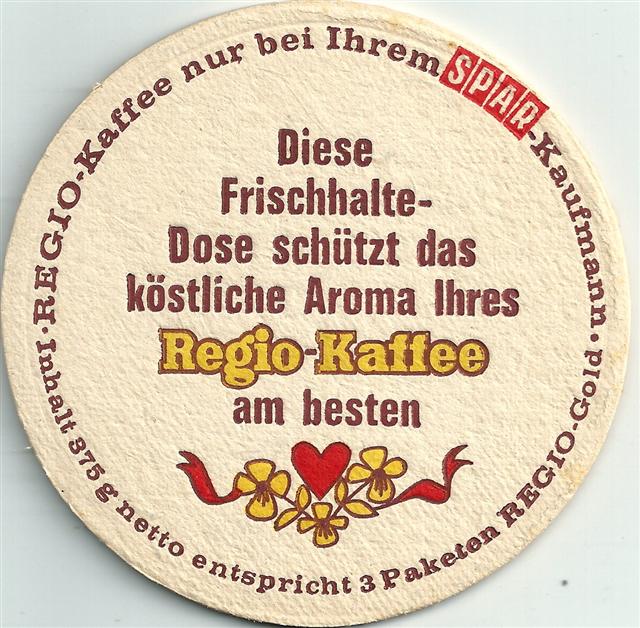 REGIO-Kaffee nur bei Ihrem SPAR-Kaufmann ·
Diese
Frischhalte-
Dose schützt das
köstliche Aroma Ihres
Regio-Kaffee
am besten
Inhalt 375 g netto entspricht 3 Paketen REGIO-Gold ·